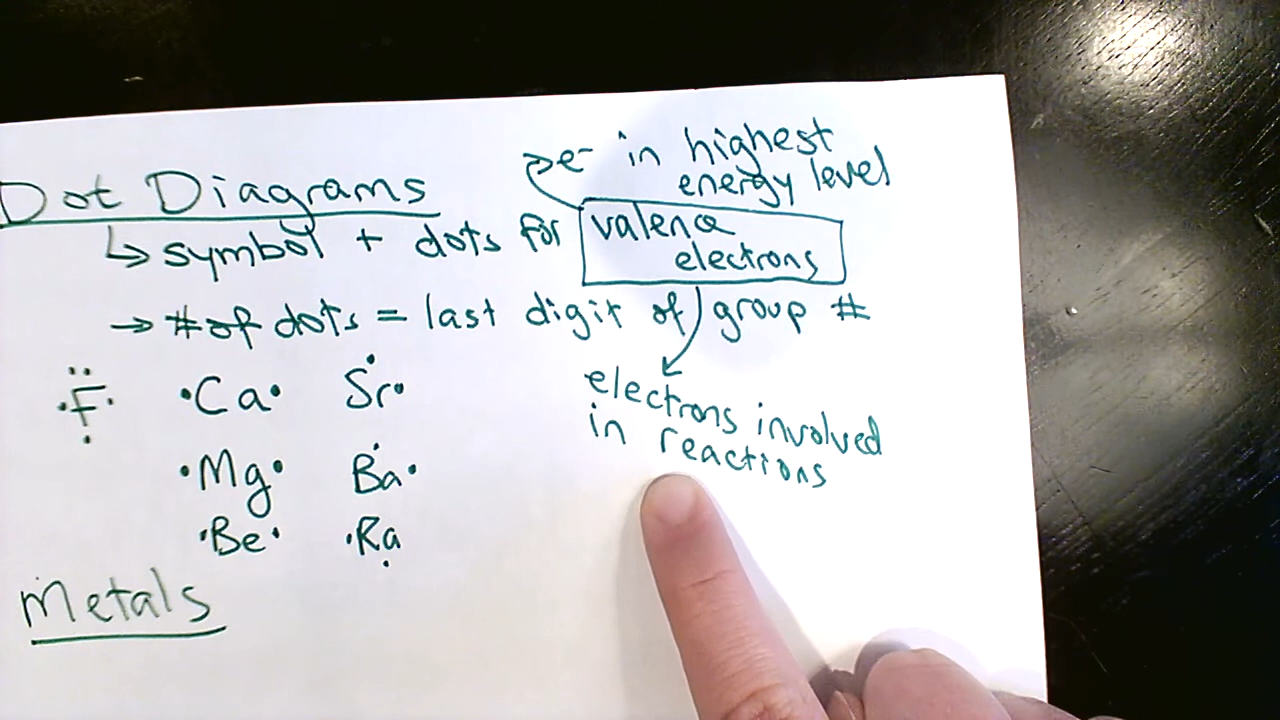 e- in highest
energy level
Dot Diagrams
↳ symbol + dots for valence
electrons
→ # of dots = last digit of group #
F Ca Sr
electrons involved
in reactions
Mg Ba
Be Ra
Metals